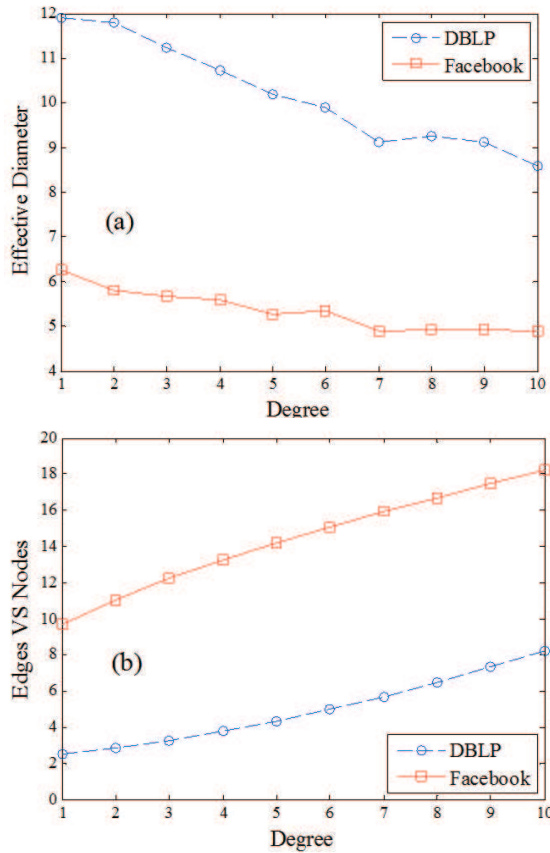 12
11
10
9
8
7
6
5
4
Effective Diameter
DBLP
Facebook
(a)
1 2 3 4 5 6 7 8 9 10
Degree
20
18
16
14
12
10
8
6
4
2
0
Edges VS Nodes
(b)
DBLP
Facebook
1 2 3 4 5 6 7 8 9 10
Degree